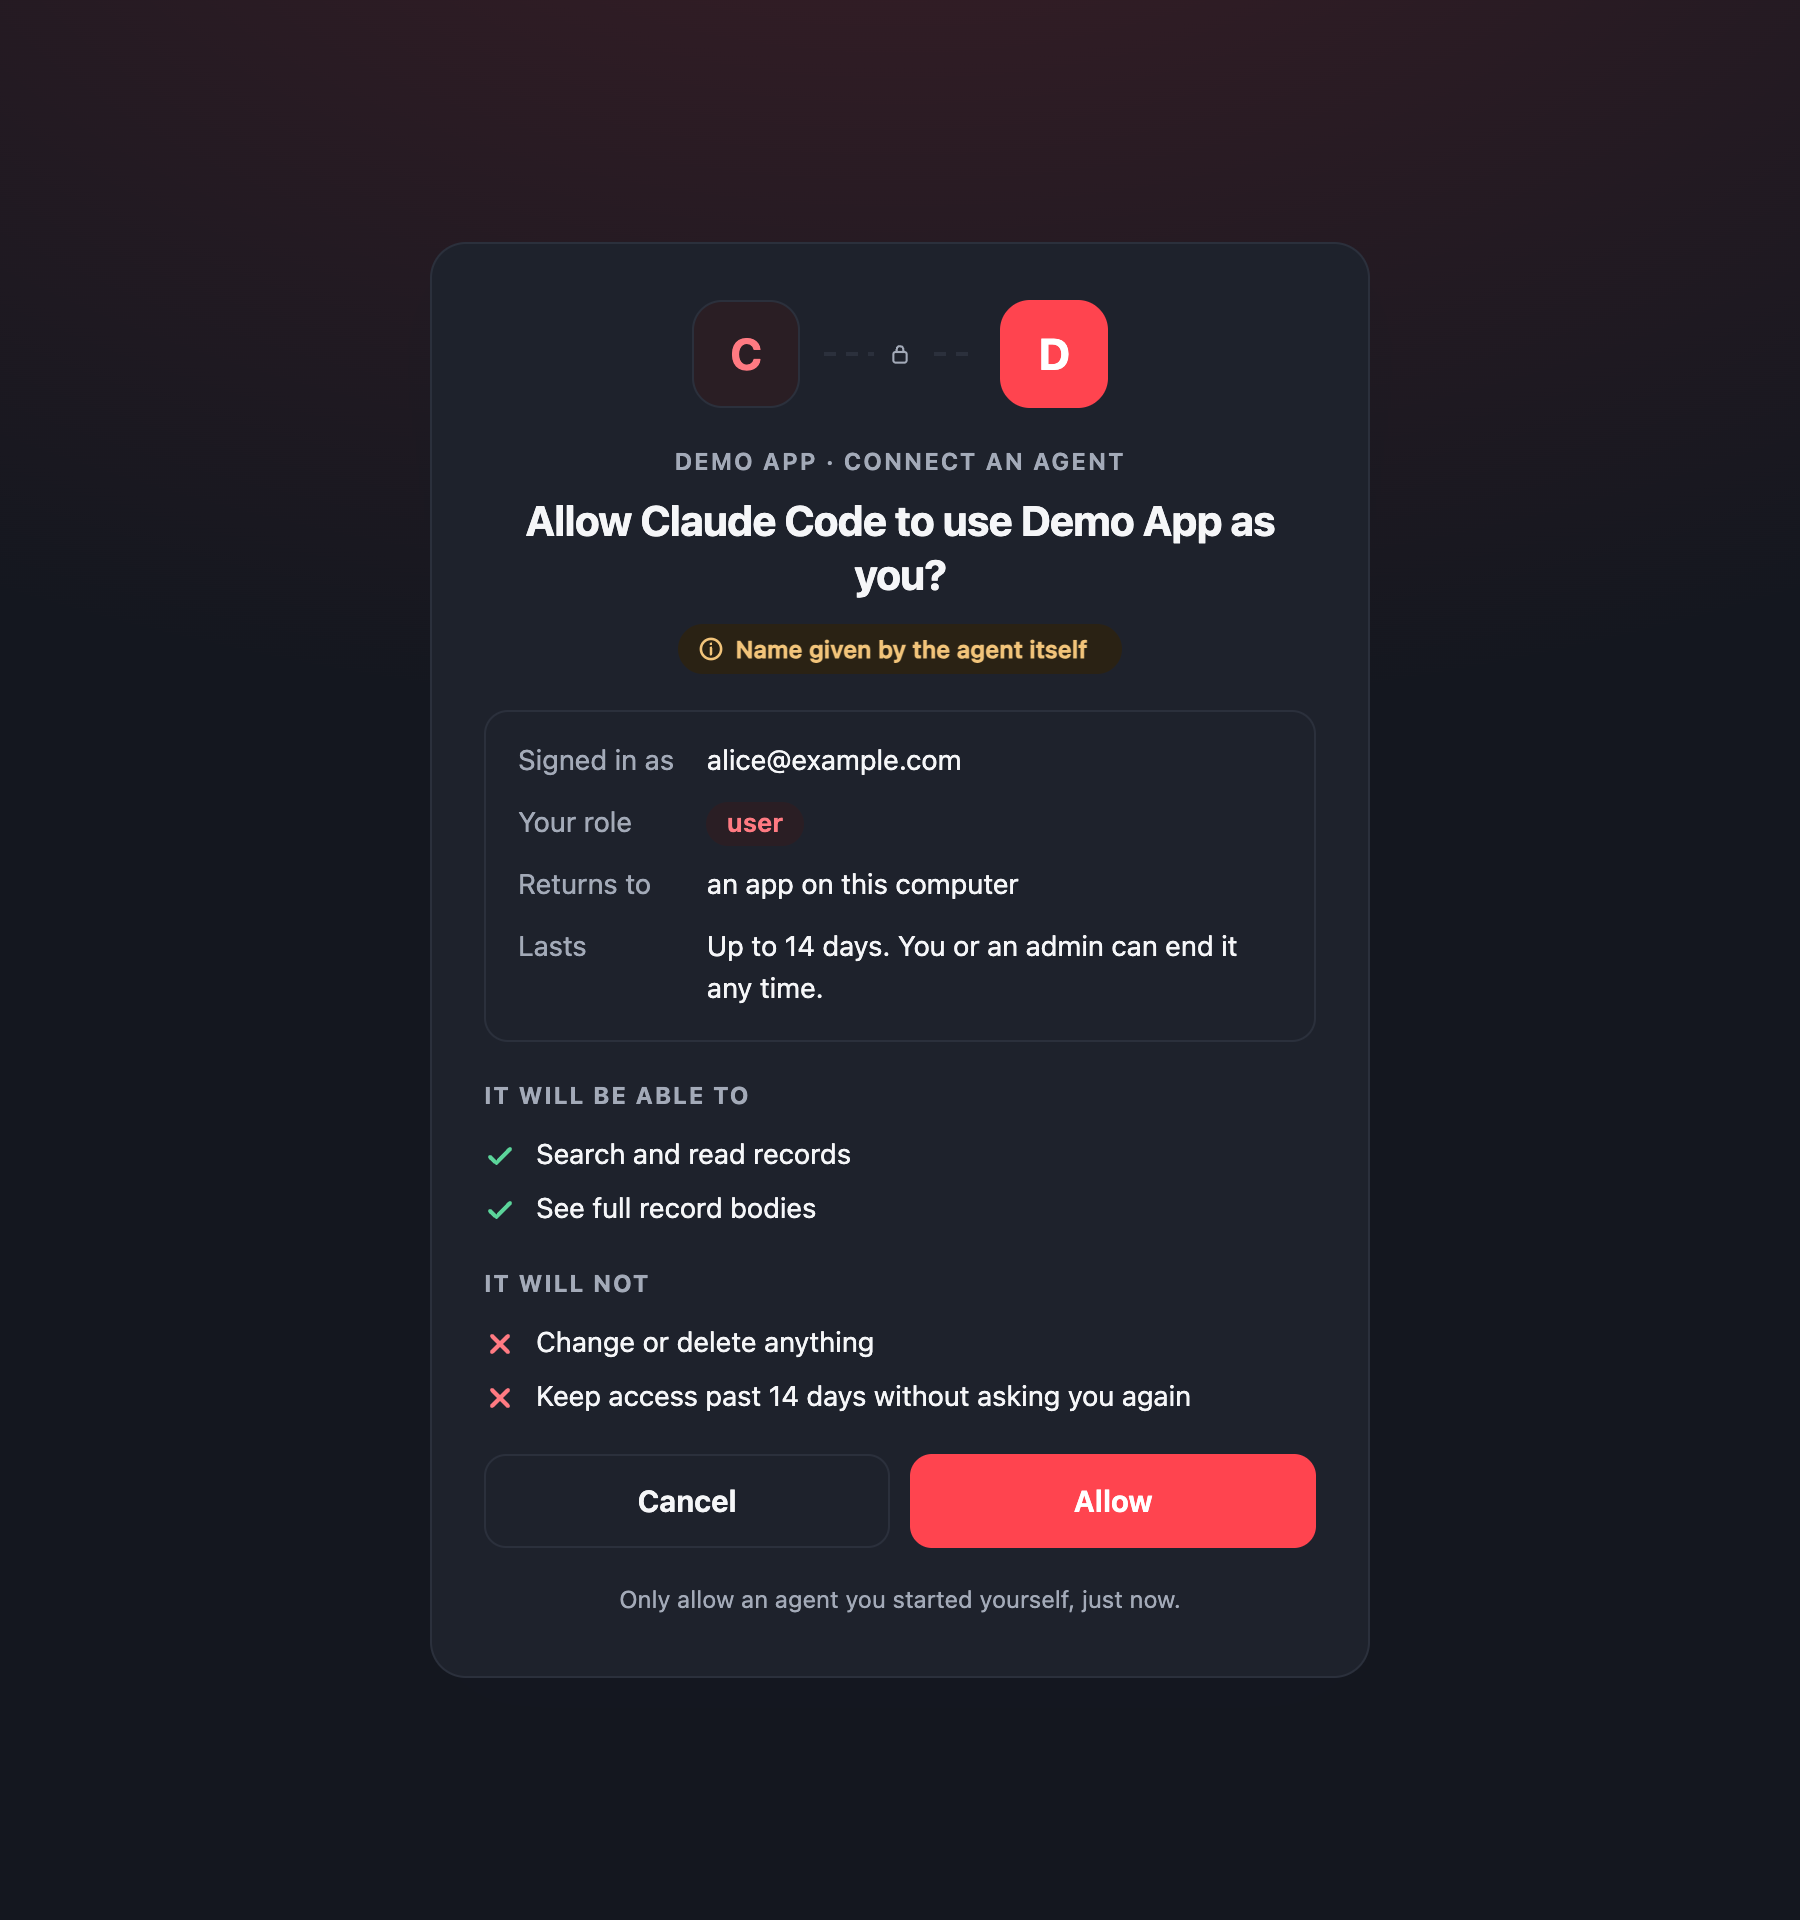 C
D
DEMO APP · CONNECT AN AGENT
Allow Claude Code to use Demo App as
you?
Name given by the agent itself
Signed in as alice@example.com
Your role user
Returns to an app on this computer
Lasts Up to 14 days. You or an admin can end it
any time.
IT WILL BE ABLE TO
Search and read records
See full record bodies
IT WILL NOT
Change or delete anything
Keep access past 14 days without asking you again
Cancel
Allow
Only allow an agent you started yourself, just now.